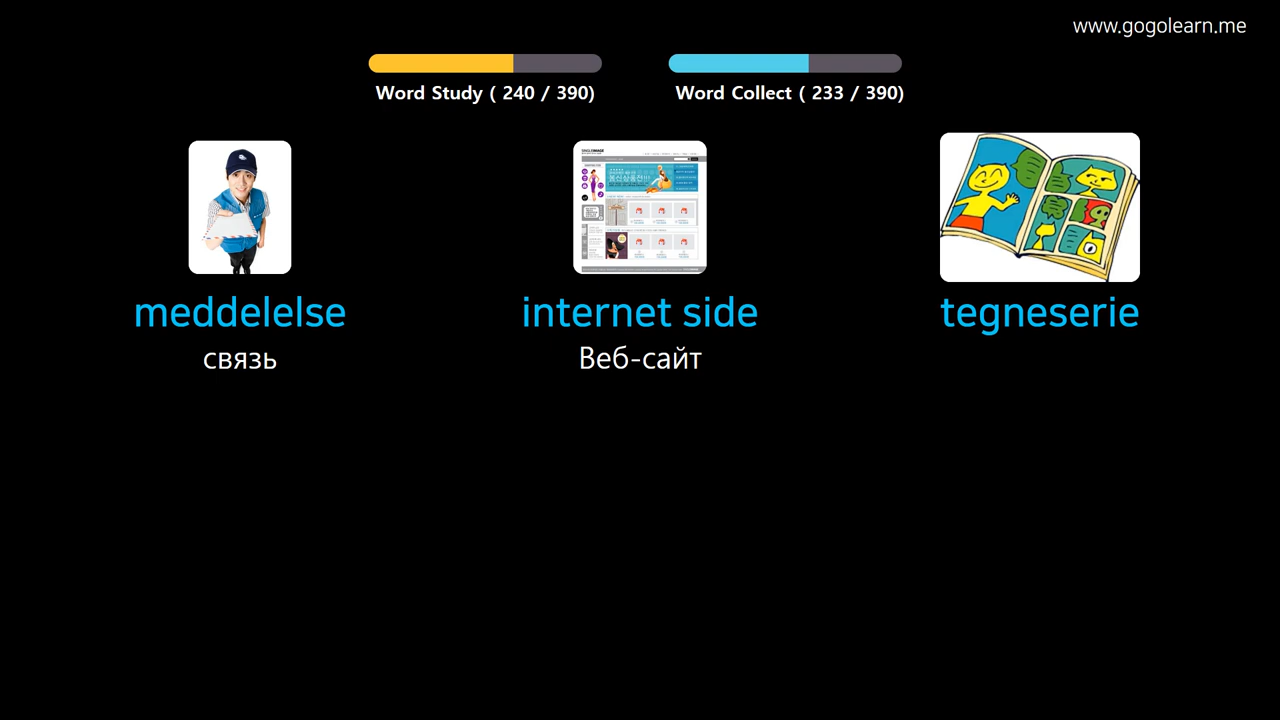 www.gogolearn.me
Word Study ( 240 / 390)
Word Collect ( 233 / 390)
meddelelse
связь
internet side
Веб-сайт
tegneserie